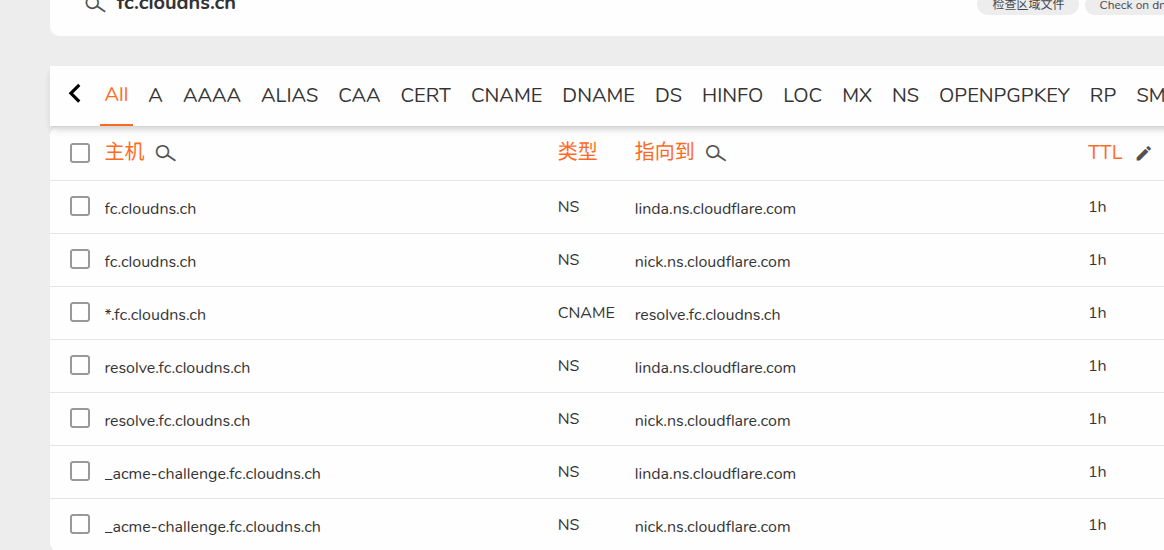 fc.cloudns.ch
检查区域文件 Check on
All A AAAA ALIAS CAA CERT CNAME DNAME DS HINFO LOC MX NS OPENPGPKEY RP SM
主机 类型 指向到 TTL
fc.cloudns.ch NS linda.ns.cloudflare.com 1h
fc.cloudns.ch NS nick.ns.cloudflare.com 1h
*.fc.cloudns.ch CNAME resolve.fc.cloudns.ch 1h
resolve.fc.cloudns.ch NS linda.ns.cloudflare.com 1h
resolve.fc.cloudns.ch NS nick.ns.cloudflare.com 1h
_acme-challenge.fc.cloudns.ch NS linda.ns.cloudflare.com 1h
_acme-challenge.fc.cloudns.ch NS nick.ns.cloudflare.com 1h